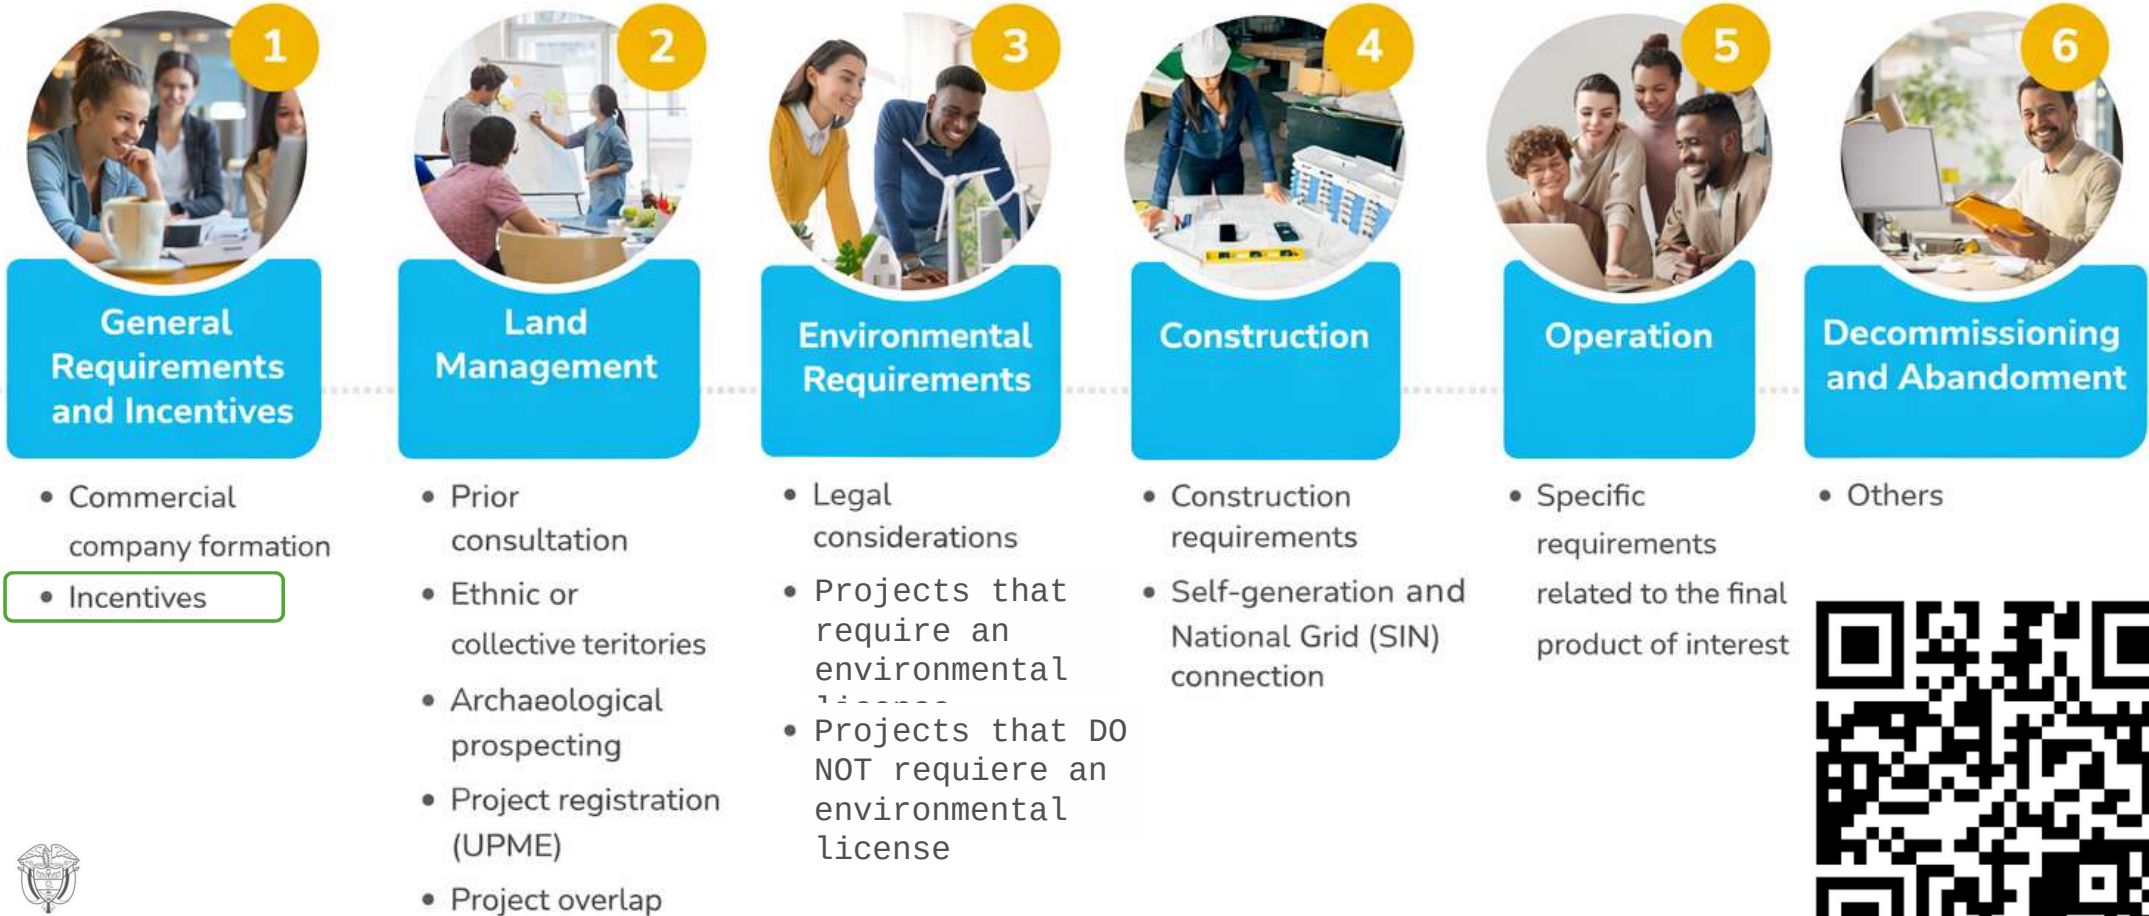 1
General
Requirements
and Incentives
• Commercial
company formation
• Incentives
2
Land
Management
• Prior
consultation
• Ethnic or
collective teritories
• Archaeological
prospecting
• Project registration
(UPME)
• Project overlap
3
Environmental
Requirements
• Legal
considerations
• Projects that
require an
environmental
license
• Projects that DO
NOT requiere an
environmental
license
4
Construction
• Construction
requirements
• Self-generation and
National Grid (SIN)
connection
5
Operation
• Specific
requirements
related to the final
product of interest
6
Decommissioning
and Abandorment
• Others